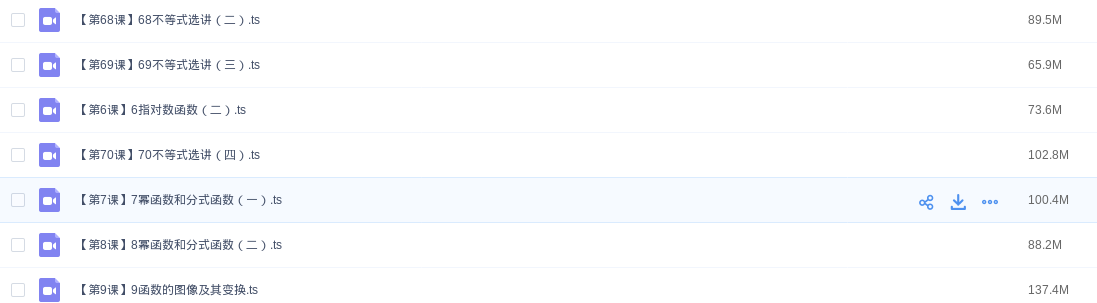 【第68课】68不等式选讲（二）.ts 89.5M
【第69课】69不等式选讲（三）.ts 65.9M
【第6课】6指对数函数（二）.ts 73.6M
【第70课】70不等式选讲（四）.ts 102.8M
【第7课】7幂函数和分式函数（一）.ts 100.4M
【第8课】8幂函数和分式函数（二）.ts 88.2M
【第9课】9函数的图像及其变换.ts 137.4M